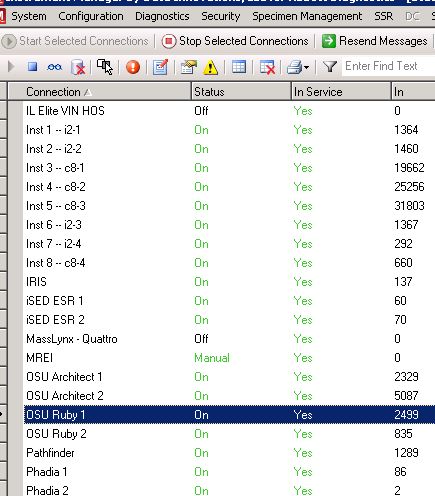 System Configuration Diagnostics Security Specimen Management SSR DC
Start Selected Connections Stop Selected Connections Resend Messages
Enter Find Text
Connection Status In Service In
IL Elite VIN HOS Off Yes 0
Inst 1 -- i2-1 On Yes 1364
Inst 2 -- i2-2 On Yes 1460
Inst 3 -- c8-1 On Yes 19662
Inst 4 -- c8-2 On Yes 25256
Inst 5 -- c8-3 On Yes 31803
Inst 6 -- i2-3 On Yes 1367
Inst 7 -- i2-4 On Yes 292
Inst 8 -- c8-4 On Yes 660
IRIS On Yes 137
iSED ESR 1 On Yes 60
iSED ESR 2 On Yes 70
MassLynx - Quattro Off Yes 0
MREI Manual Yes 0
OSU Architect 1 On Yes 2329
OSU Architect 2 On Yes 5087
OSU Ruby 1 On Yes 2499
OSU Ruby 2 On Yes 835
Pathfinder On Yes 1289
Phadia 1 On Yes 86
Phadia 2 On Yes 2